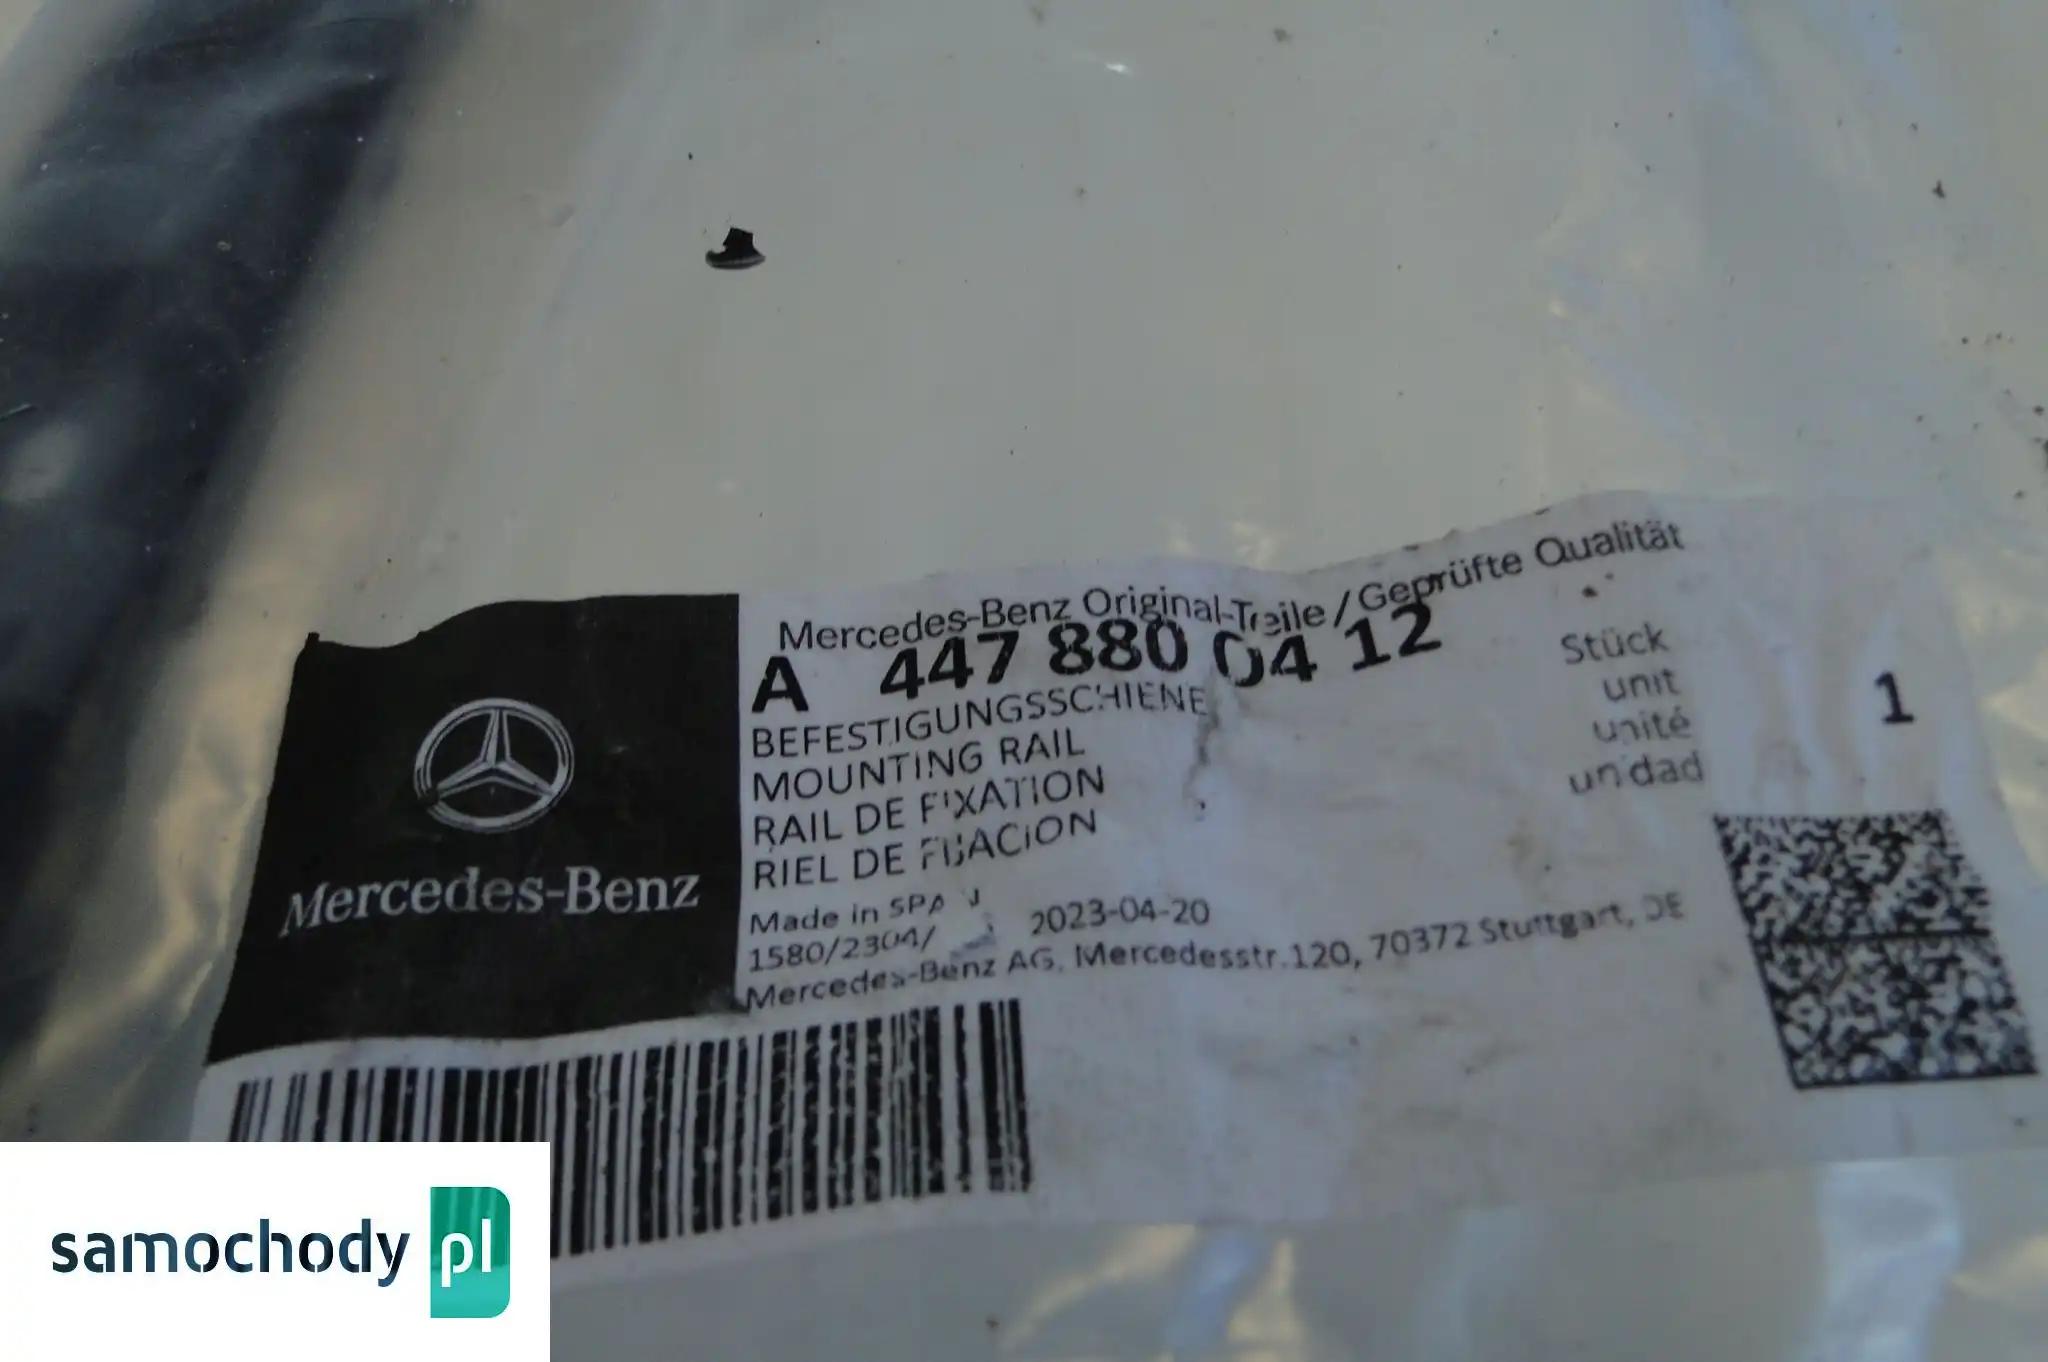 Mercedes-Benz Original-Teile/Geprüfte Qualität
A 447 880 04 12
BEFESTIGUNGSSCHIENE
MOUNTING RAIL
RAIL DE FIXATION
RIEL DE FIJACION
Stück
unit
unité
unidad
1
Made in SPAIN
1580/2304/
2023-04-20
Mercedes-Benz AG, Mercedesstr.120, 70372 Stuttgart, DE
Mercedes-Benz
samochody pl